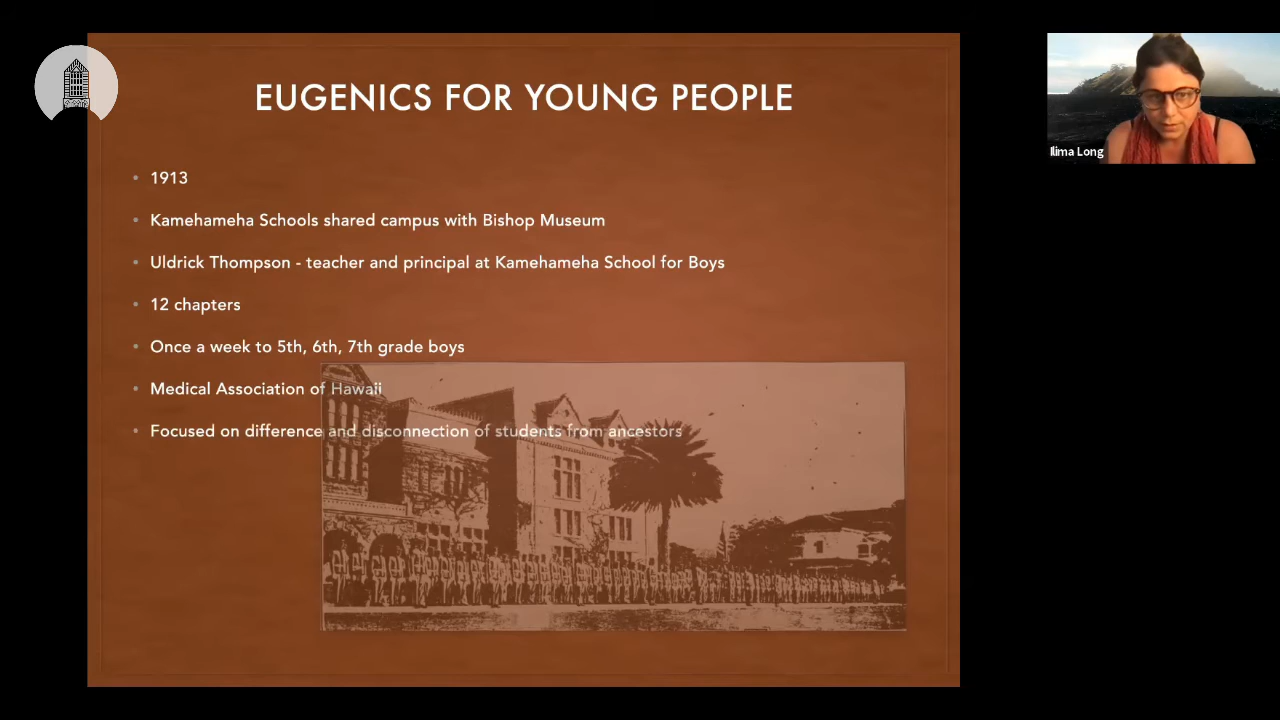 EUGENICS FOR YOUNG PEOPLE
• 1913
• Kamehameha Schools shared campus with Bishop Museum
• Uldrick Thompson - teacher and principal at Kamehameha School for Boys
• 12 chapters
• Once a week to 5th, 6th, 7th grade boys
• Medical Association of Hawaii
• Focused on difference and disconnection of students from ancestors
Ilima Long